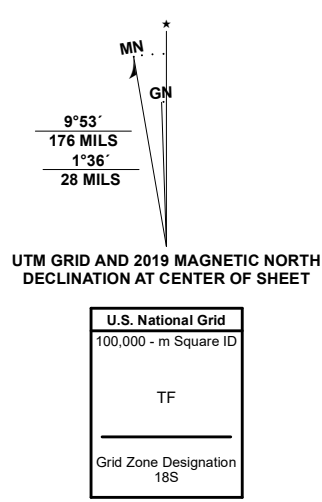 ★
MN
GN
9°53´
176 MILS
1°36´
28 MILS
UTM GRID AND 2019 MAGNETIC NORTH
DECLINATION AT CENTER OF SHEET
U.S. National Grid
100,000 - m Square ID
TF
Grid Zone Designation
18S